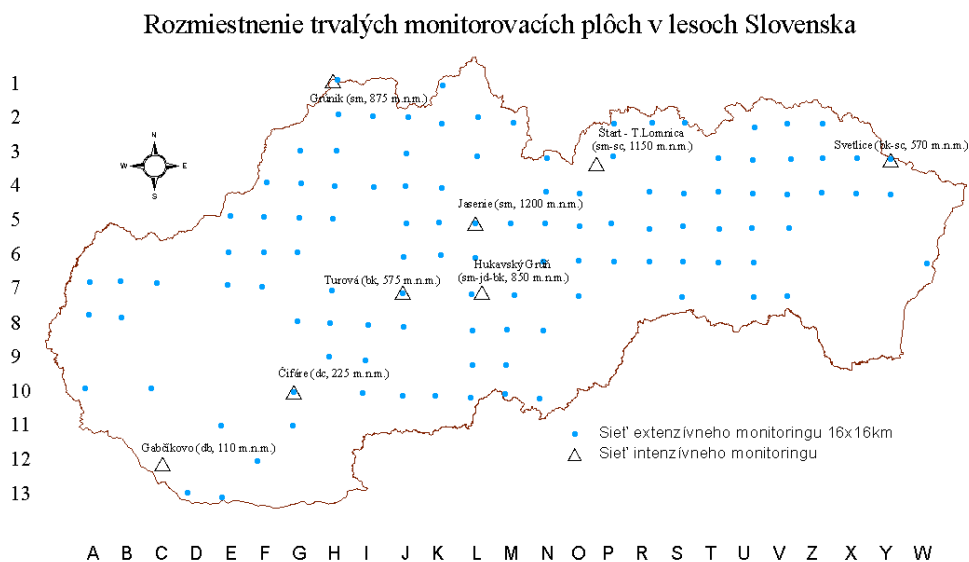 Rozmiestnenie trvalých monitorovacích plôch v lesoch Slovenska
1
Grúnik (sm, 875 m.n.m.)
2
N
Štart - T.Lomnica
(sm-sc, 1150 m.n.m.)
Svetlice (bk-sc, 570 m.n.m.)
3
W
E
S
4
Jasenie (sm, 1200 m.n.m.)
5
6
Hukavský Grúň
(sm-jd-bk, 850 m.n.m.)
Turová (bk, 575 m.n.m.)
7
8
9
Čifáre (dc, 225 m.n.m.)
10
11
Sieť extenzívneho monitoringu 16x16km
Gabčíkovo (db, 110 m.n.m.)
Sieť intenzívneho monitoringu
12
13
A B C D E F G H I J K L M N O P R S T U V Z X Y W